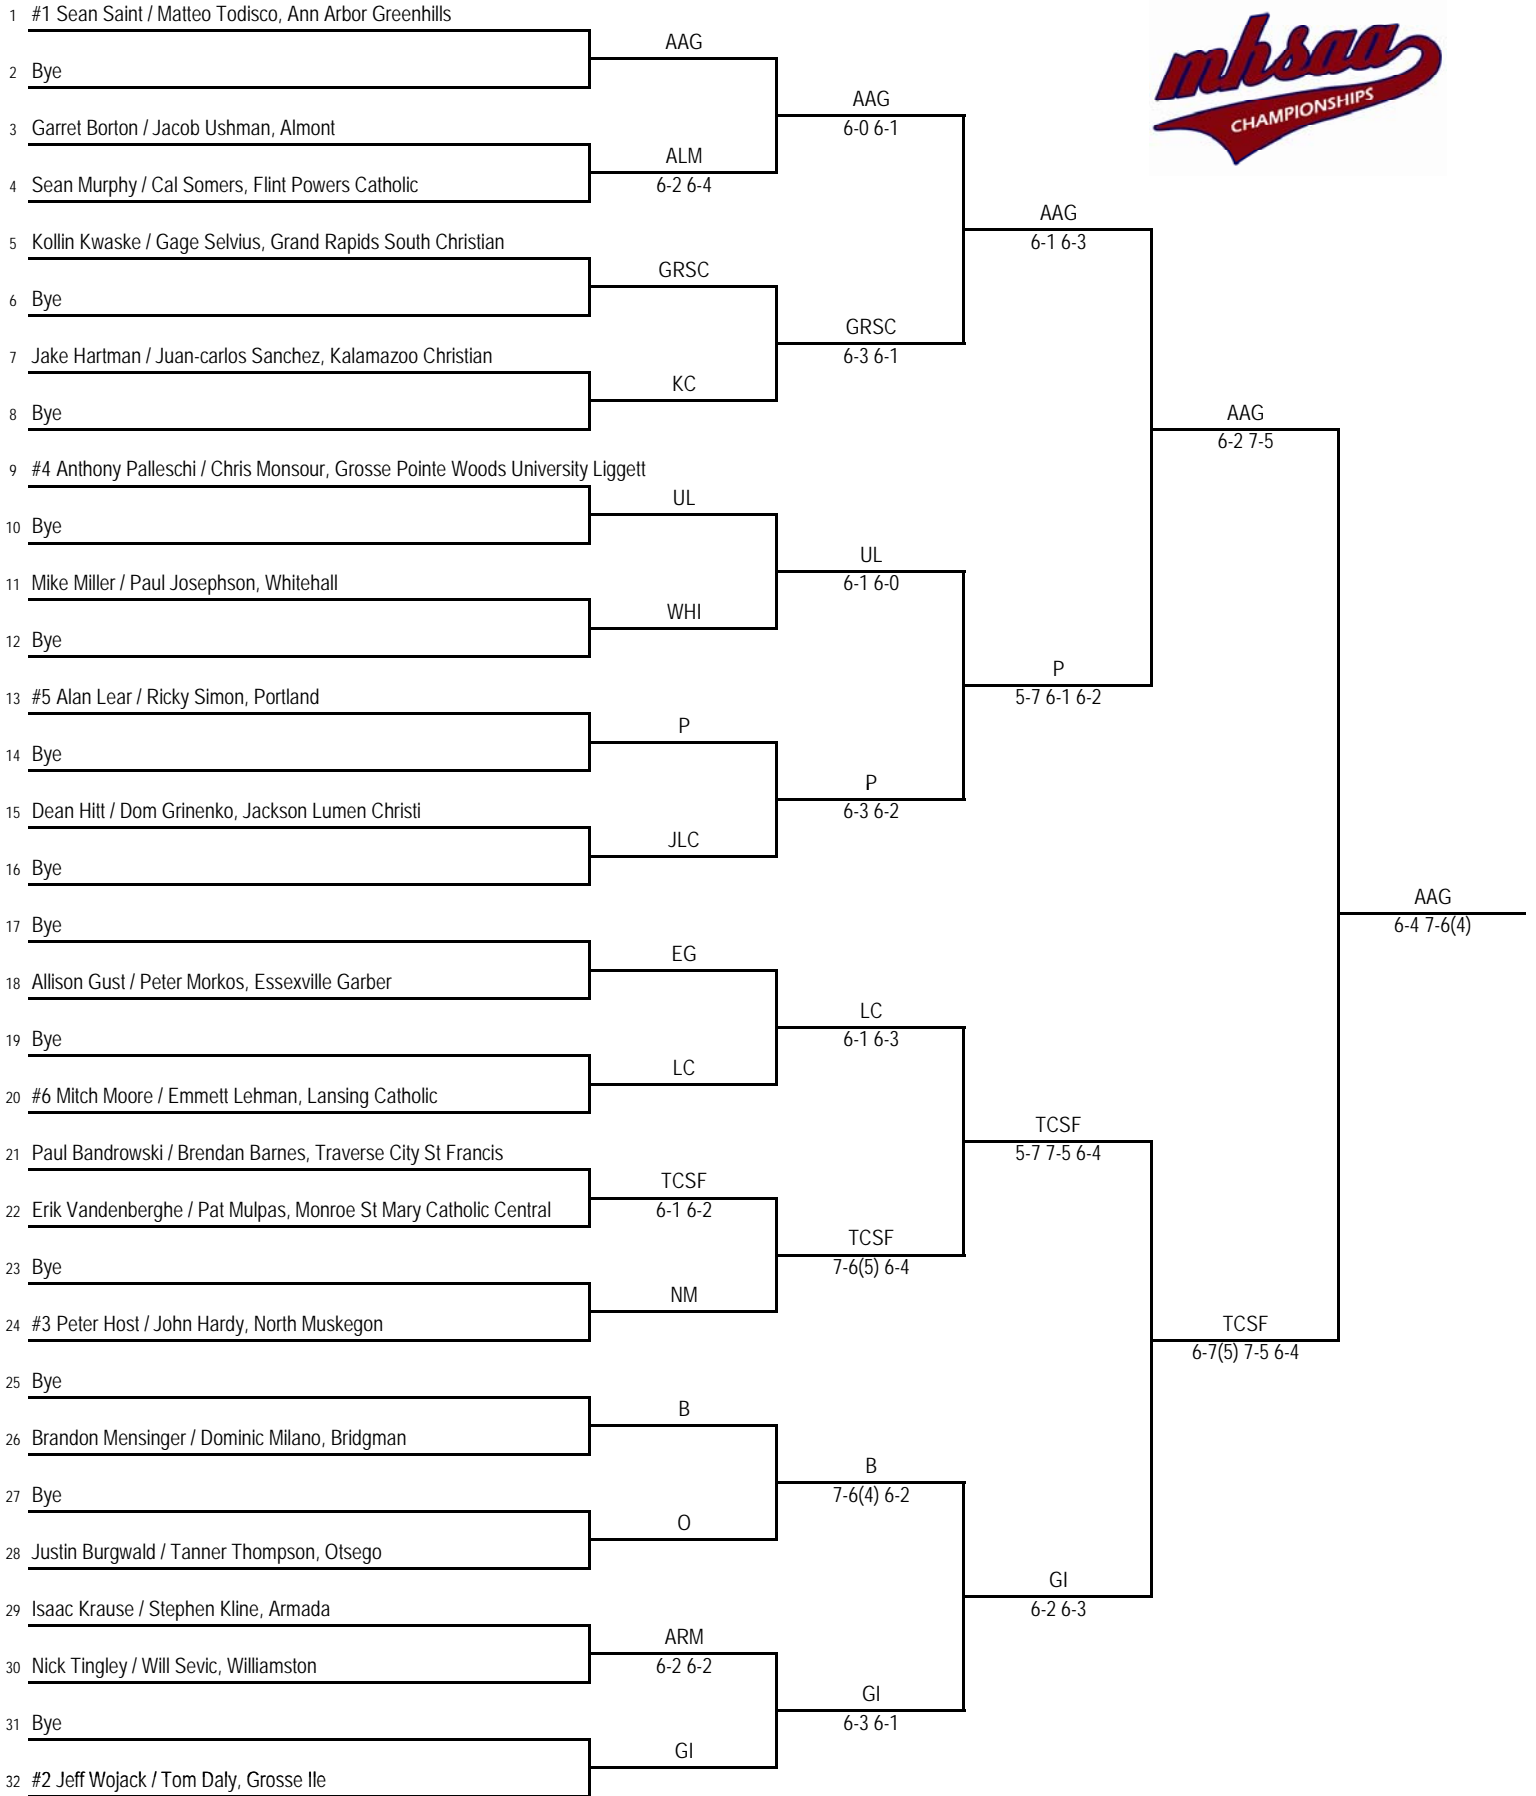 mhsaa
CHAMPIONSHIPS
1 #1 Sean Saint / Matteo Todisco, Ann Arbor Greenhills
2 Bye
3 Garret Borton / Jacob Ushman, Almont
4 Sean Murphy / Cal Somers, Flint Powers Catholic
5 Kollin Kwaske / Gage Selvius, Grand Rapids South Christian
6 Bye
7 Jake Hartman / Juan-carlos Sanchez, Kalamazoo Christian
8 Bye
9 #4 Anthony Palleschi / Chris Monsour, Grosse Pointe Woods University Liggett
10 Bye
11 Mike Miller / Paul Josephson, Whitehall
12 Bye
13 #5 Alan Lear / Ricky Simon, Portland
14 Bye
15 Dean Hitt / Dom Grinenko, Jackson Lumen Christi
16 Bye
17 Bye
18 Allison Gust / Peter Morkos, Essexville Garber
19 Bye
20 #6 Mitch Moore / Emmett Lehman, Lansing Catholic
21 Paul Bandrowski / Brendan Barnes, Traverse City St Francis
22 Erik Vandenberghe / Pat Mulpas, Monroe St Mary Catholic Central
23 Bye
24 #3 Peter Host / John Hardy, North Muskegon
25 Bye
26 Brandon Mensinger / Dominic Milano, Bridgman
27 Bye
28 Justin Burgwald / Tanner Thompson, Otsego
29 Isaac Krause / Stephen Kline, Armada
30 Nick Tingley / Will Sevic, Williamston
31 Bye
32 #2 Jeff Wojack / Tom Daly, Grosse Ile
AAG
ALM
6-2 6-4
GRSC
KC
UL
WHI
P
JLC
EG
LC
TCSF
6-1 6-2
NM
B
O
ARM
6-2 6-2
GI
AAG
6-0 6-1
GRSC
6-3 6-1
UL
6-1 6-0
P
6-3 6-2
LC
6-1 6-3
TCSF
7-6(5) 6-4
B
7-6(4) 6-2
GI
6-3 6-1
AAG
6-1 6-3
P
5-7 6-1 6-2
TCSF
5-7 7-5 6-4
GI
6-2 6-3
AAG
6-2 7-5
TCSF
6-7(5) 7-5 6-4
AAG
6-4 7-6(4)